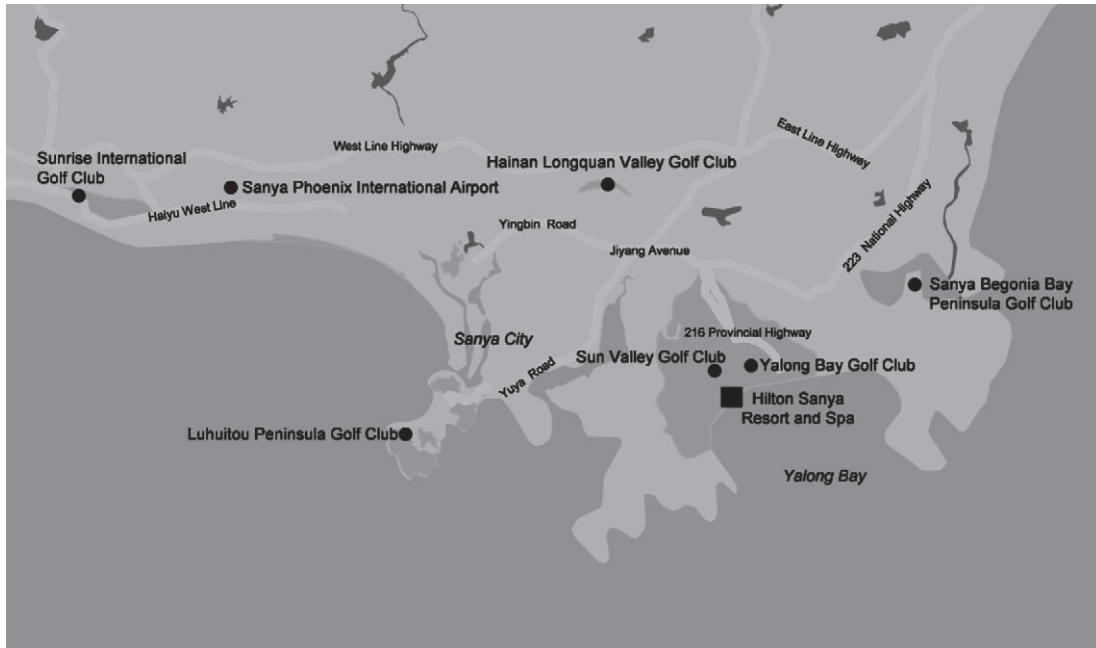 West Line Highway
East Line Highway
Sunrise International
Golf Club
Hainan Longquan Valley Golf Club
Sanya Phoenix International Airport
Haiyu West Line
Yingbin Road
Jiyang Avenue
223 National Highway
Sanya Begonia Bay
Peninsula Golf Club
Sanya City
216 Provincial Highway
Sun Valley Golf Club
Yalong Bay Golf Club
Yuya Road
Hilton Sanya
Resort and Spa
Luhuitou Peninsula Golf Club
Yalong Bay